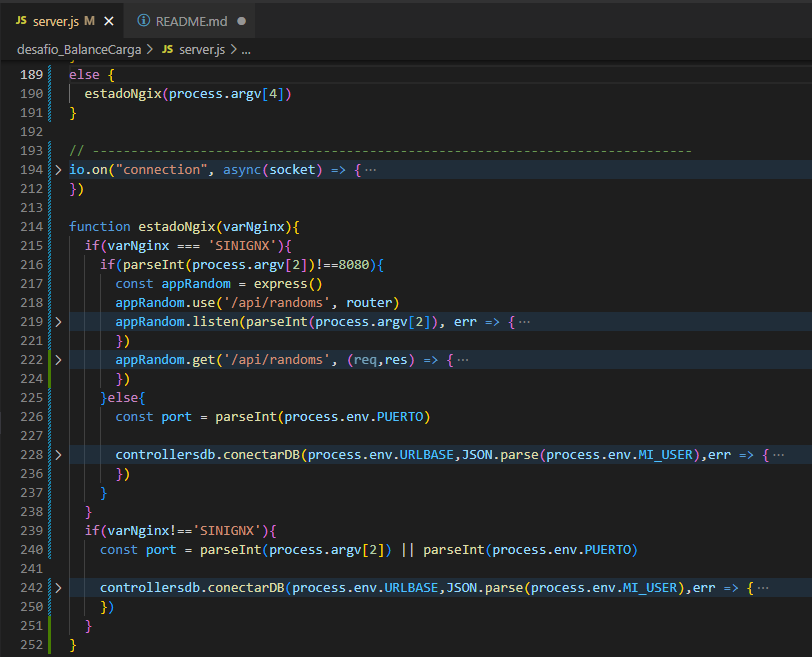 JS server.js M ×
README.md ●
desafio_BalanceCarga > JS server.js > ...
189 else {
190 estadoNgix(process.argv[4])
191 }
192
193 // ------------------------------------------------------------------------------
194 > io.on("connection", async(socket) => { ...
212 })
213
214 function estadoNgix(varNginx){
215 if(varNginx === 'SINIGNX'){
216 if(parseInt(process.argv[2])!==8080){
217 const appRandom = express()
218 appRandom.use('/api/randoms', router)
219 > appRandom.listen(parseInt(process.argv[2]), err => { ...
221 })
222 > appRandom.get('/api/randoms', (req,res) => { ...
224 })
225 }else{
226 const port = parseInt(process.env.PUERTO)
227
228 > controllersdb.conectarDB(process.env.URLBASE,JSON.parse(process.env.MI_USER),err => { ...
236 })
237 }
238 }
239 if(varNginx!=='SINIGNX'){
240 const port = parseInt(process.argv[2]) || parseInt(process.env.PUERTO)
241
242 > controllersdb.conectarDB(process.env.URLBASE,JSON.parse(process.env.MI_USER),err => { ...
250 })
251 }
252 }